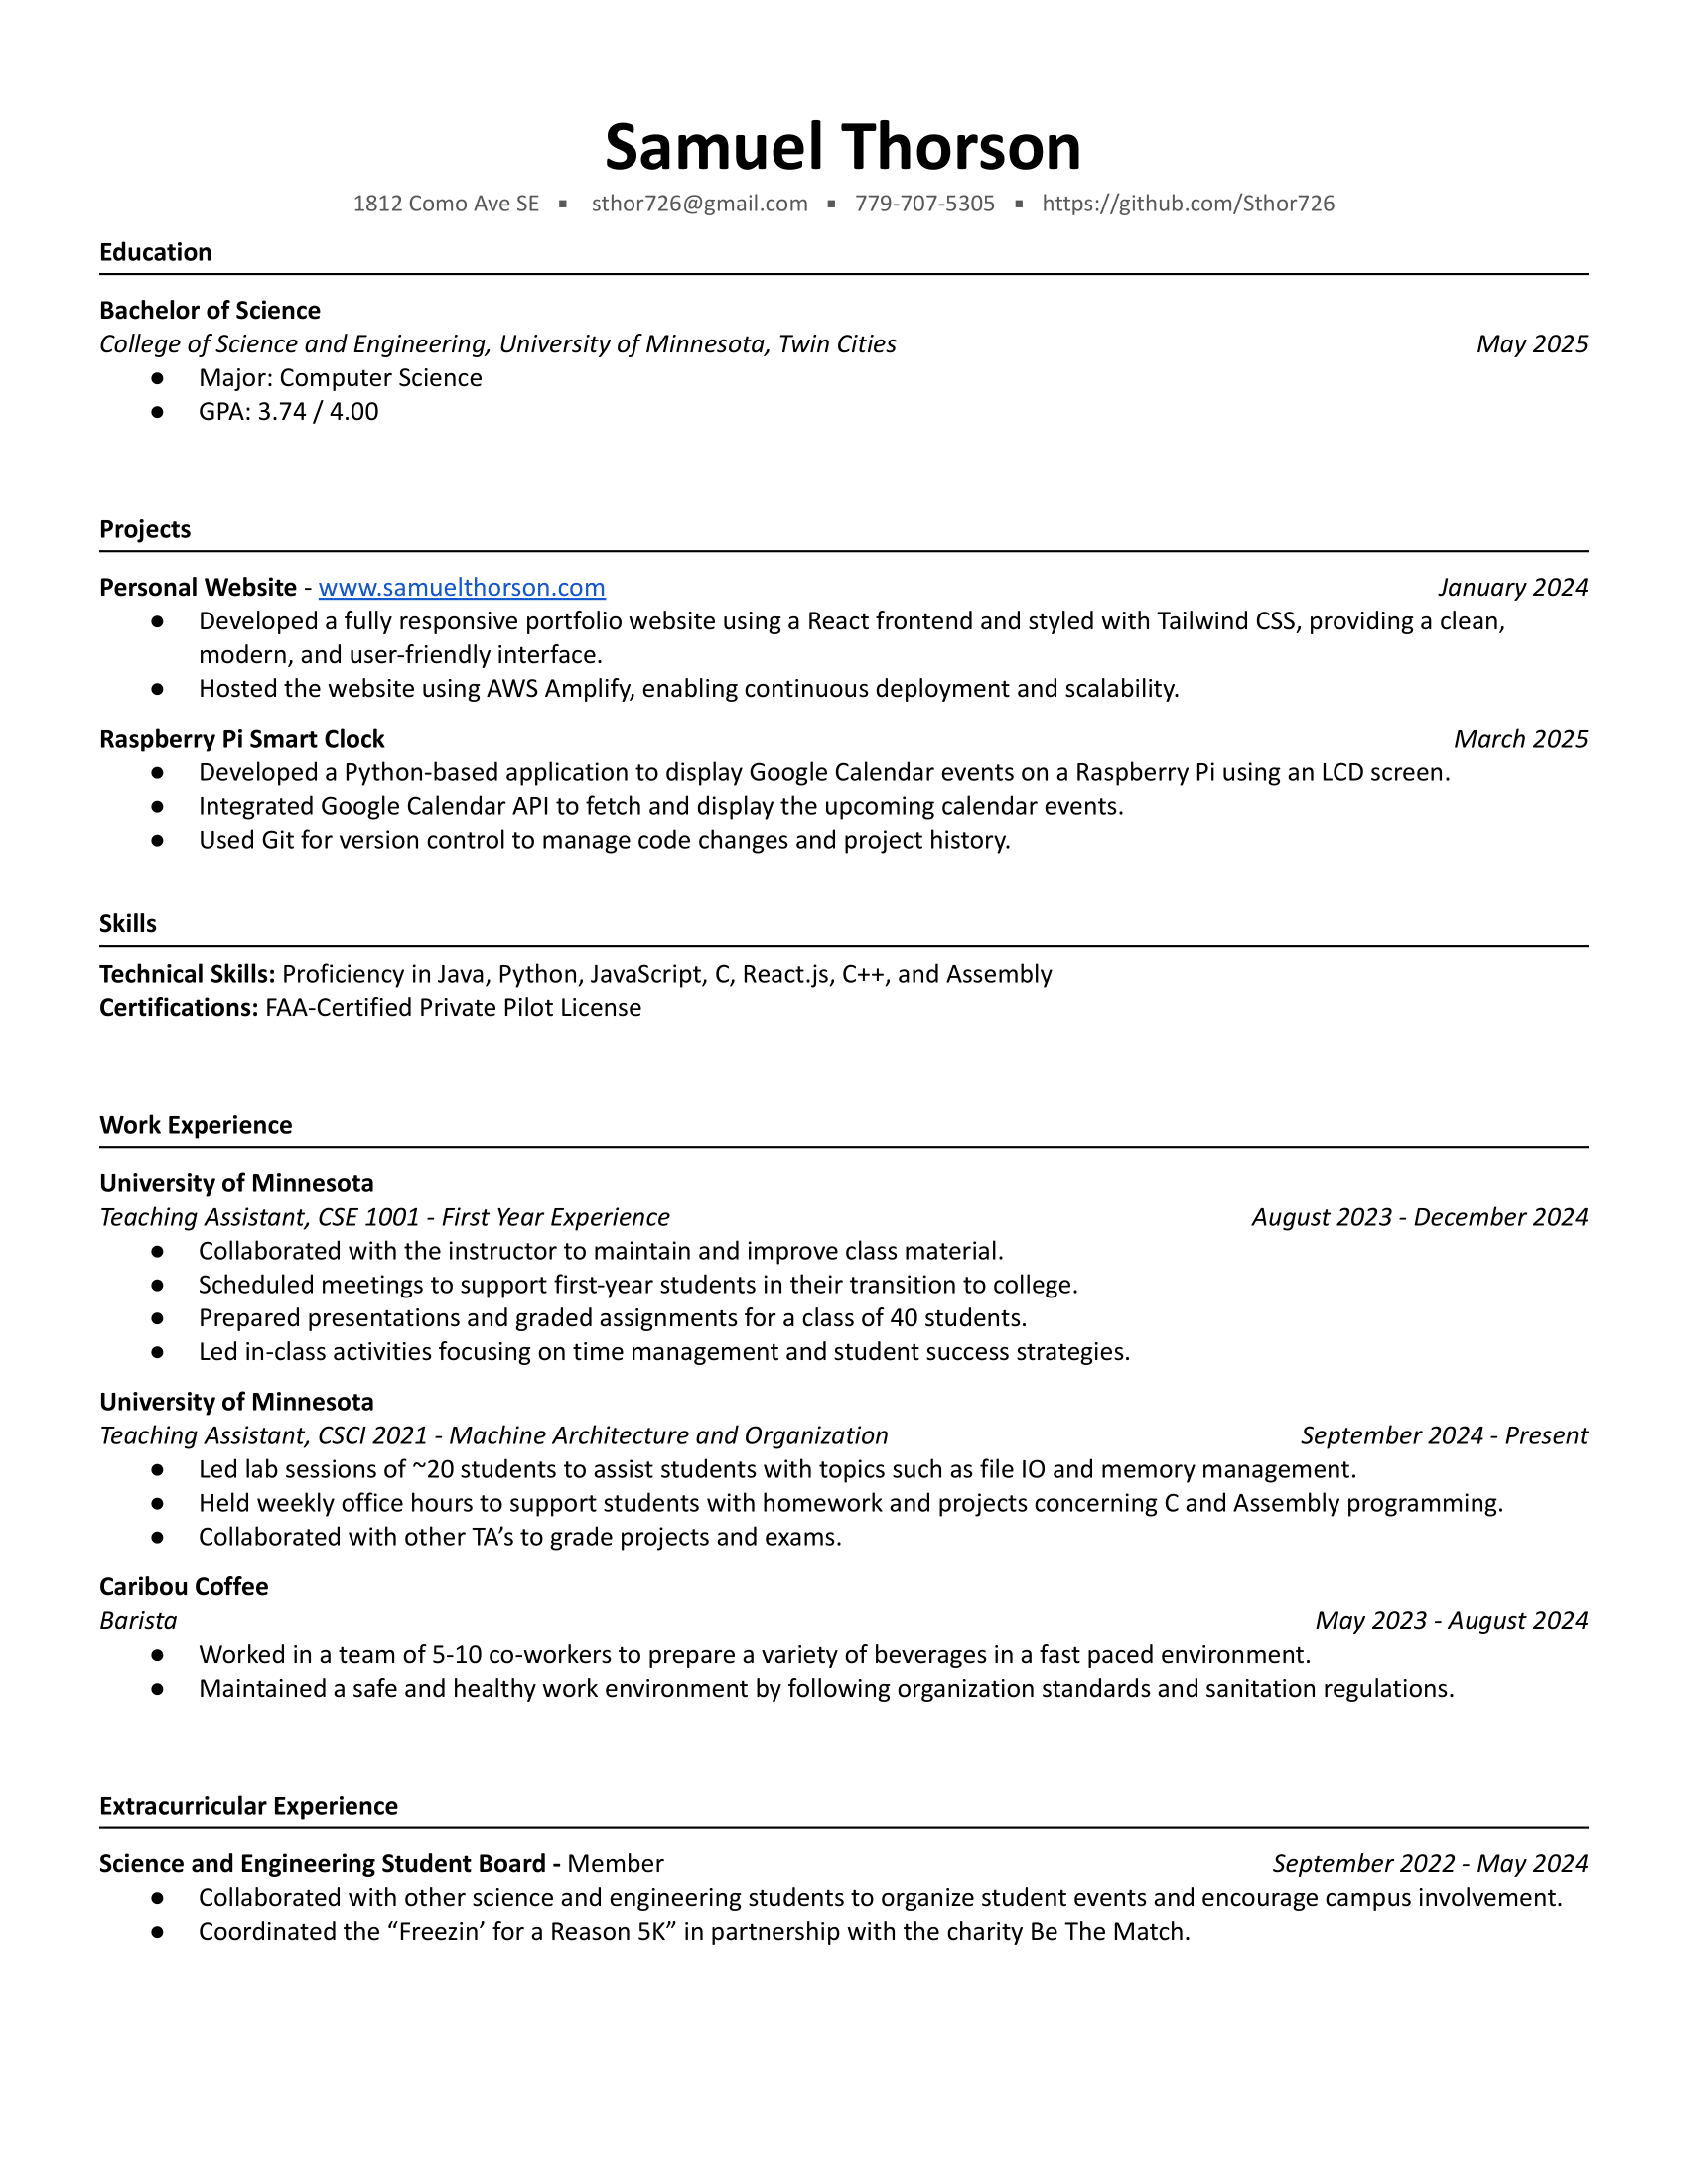 Samuel Thorson
1812 Como Ave SE ▪ sthor726@gmail.com ▪ 779-707-5305 ▪ https://github.com/Sthor726
Education
Bachelor of Science
College of Science and Engineering, University of Minnesota, Twin Cities May 2025
● Major: Computer Science
● GPA: 3.74 / 4.00
Projects
Personal Website - www.samuelthorson.com January 2024
● Developed a fully responsive portfolio website using a React frontend and styled with Tailwind CSS, providing a clean,
modern, and user-friendly interface.
● Hosted the website using AWS Amplify, enabling continuous deployment and scalability.
Raspberry Pi Smart Clock March 2025
● Developed a Python-based application to display Google Calendar events on a Raspberry Pi using an LCD screen.
● Integrated Google Calendar API to fetch and display the upcoming calendar events.
● Used Git for version control to manage code changes and project history.
Skills
Technical Skills: Proficiency in Java, Python, JavaScript, C, React.js, C++, and Assembly
Certifications: FAA-Certified Private Pilot License
Work Experience
University of Minnesota
Teaching Assistant, CSE 1001 - First Year Experience August 2023 - December 2024
● Collaborated with the instructor to maintain and improve class material.
● Scheduled meetings to support first-year students in their transition to college.
● Prepared presentations and graded assignments for a class of 40 students.
● Led in-class activities focusing on time management and student success strategies.
University of Minnesota
Teaching Assistant, CSCI 2021 - Machine Architecture and Organization September 2024 - Present
● Led lab sessions of ~20 students to assist students with topics such as file IO and memory management.
● Held weekly office hours to support students with homework and projects concerning C and Assembly programming.
● Collaborated with other TA’s to grade projects and exams.
Caribou Coffee
Barista May 2023 - August 2024
● Worked in a team of 5-10 co-workers to prepare a variety of beverages in a fast paced environment.
● Maintained a safe and healthy work environment by following organization standards and sanitation regulations.
Extracurricular Experience
Science and Engineering Student Board - Member September 2022 - May 2024
● Collaborated with other science and engineering students to organize student events and encourage campus involvement.
● Coordinated the “Freezin’ for a Reason 5K” in partnership with the charity Be The Match.